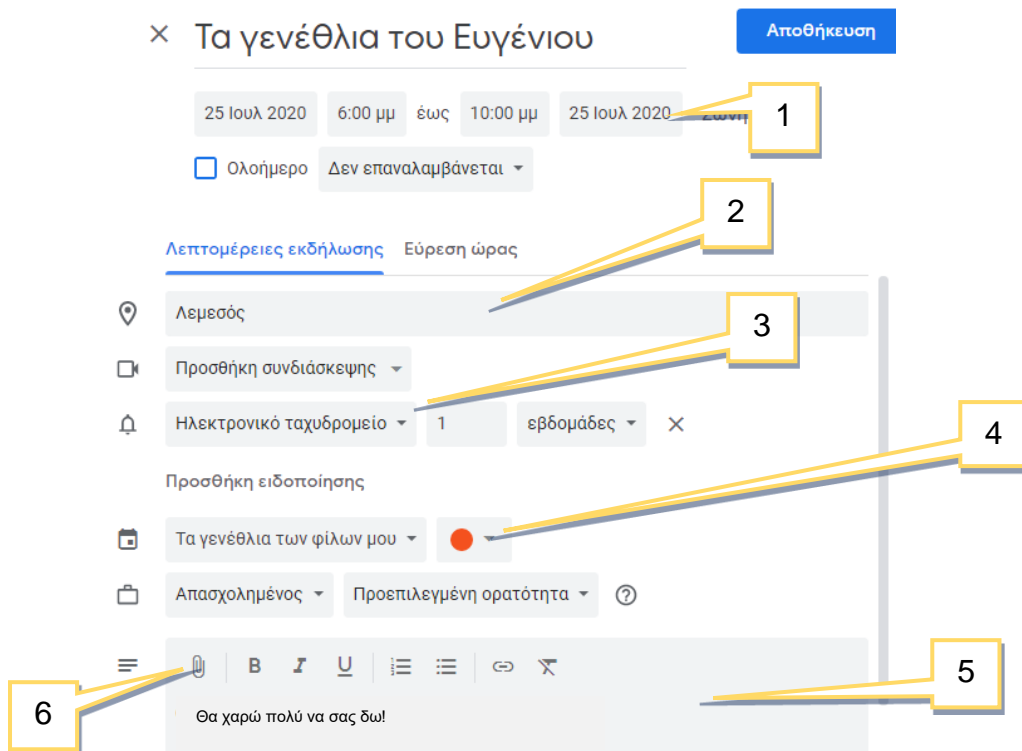 × Τα γενέθλια του Ευγένιου Αποθήκευση
25 Ιουλ 2020 6:00 μμ έως 10:00 μμ 25 Ιουλ 2020 1
Ολοήμερο Δεν επαναλαμβάνεται
2
Λεπτομέρειες εκδήλωσης Εύρεση ώρας
Λεμεσός
3
Προσθήκη συνδιάσκεψης
Ηλεκτρονικό ταχυδρομείο 1 εβδομάδες ×
4
Προσθήκη ειδοποίησης
Τα γενέθλια των φίλων μου
Απασχολημένος Προεπιλεγμένη ορατότητα ?
B I U
5
6
Θα χαρώ πολύ να σας δω!